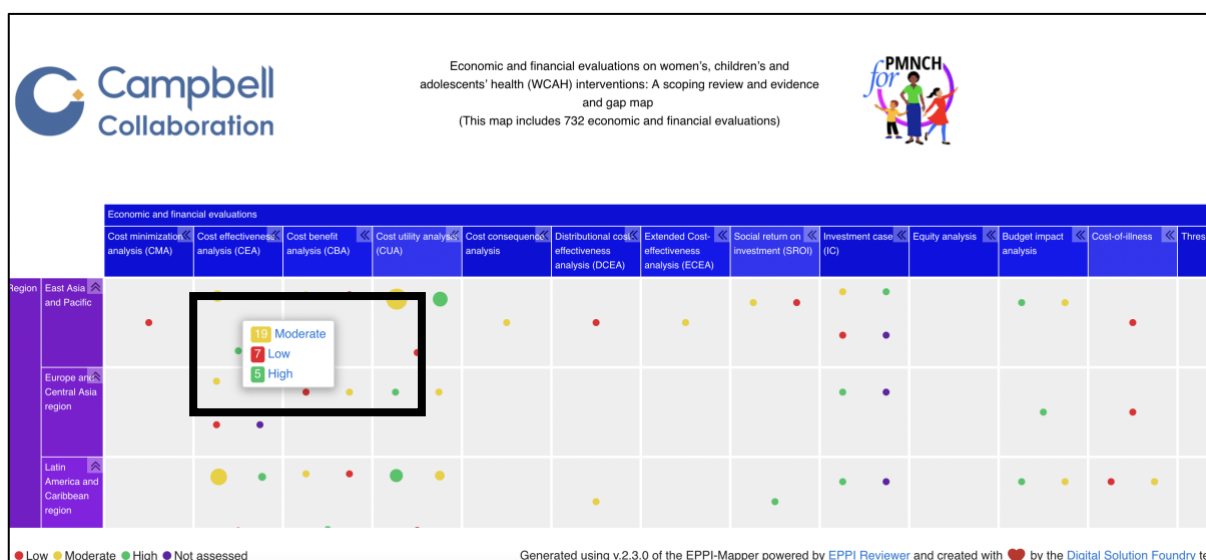 Campbell
Collaboration
Economic and financial evaluations on women's, children's and
adolescents' health (WCAH) interventions: A scoping review and evidence
and gap map
(This map includes 732 economic and financial evaluations)
for PMNCH
Economic and financial evaluations
Cost minimization
analysis (CMA)
Cost effectiveness
analysis (CEA)
Cost benefit
analysis (CBA)
Cost utility analysis
(CUA)
Cost consequence
analysis
Distributional cost
effectiveness
analysis (DCEA)
Extended Cost-
effectiveness
analysis (ECEA)
Social return on
investment (SROI)
Investment case
(IC)
Equity analysis
Budget impact
analysis
Cost-of-illness
Thres
Region
East Asia
and Pacific
19 Moderate
7 Low
5 High
Europe and
Central Asia
region
Latin
America and
Caribbean
region
Low Moderate High Not assessed
Generated using v.2.3.0 of the EPPI-Mapper powered by EPPI Reviewer and created with by the Digital Solution Foundry te